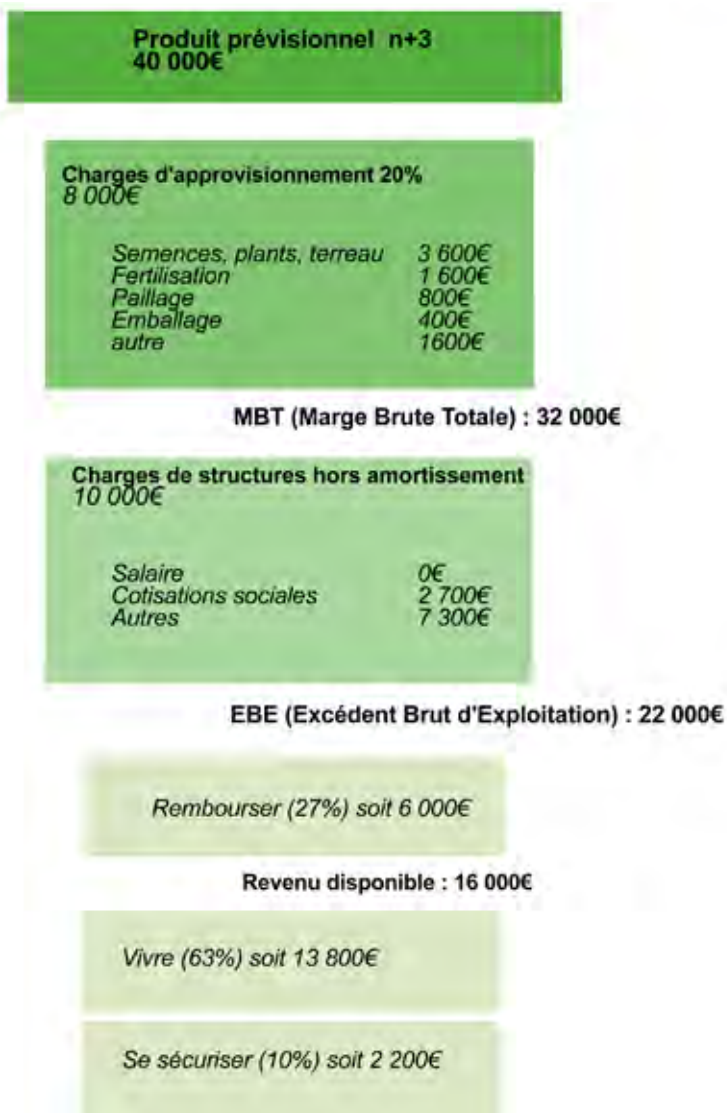 Produit prévisionnel n+3
40 000€
Charges d'approvisionnement 20%
8 000€
Semences, plants, terreau 3 600€
Fertilisation 1 600€
Paillage 800€
Emballage 400€
autre 1600€
MBT (Marge Brute Totale) : 32 000€
Charges de structures hors amortissement
10 000€
Salaire 0€
Cotisations sociales 2 700€
Autres 7 300€
EBE (Excédent Brut d'Exploitation) : 22 000€
Rembourser (27%) soit 6 000€
Revenu disponible : 16 000€
Vivre (63%) soit 13 800€
Se sécuriser (10%) soit 2 200€